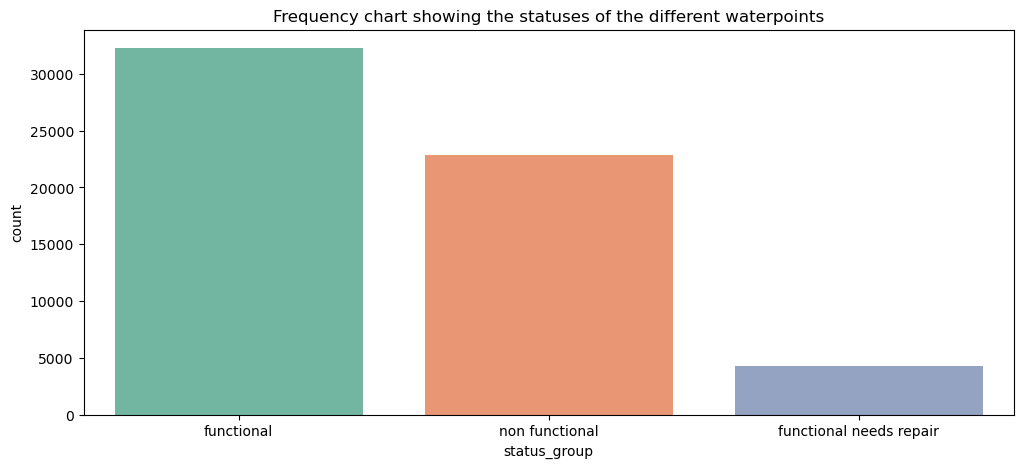 Frequency chart showing the statuses of the different waterpoints
count
30000
25000
20000
15000
10000
5000
0
functional
non functional
functional needs repair
status_group